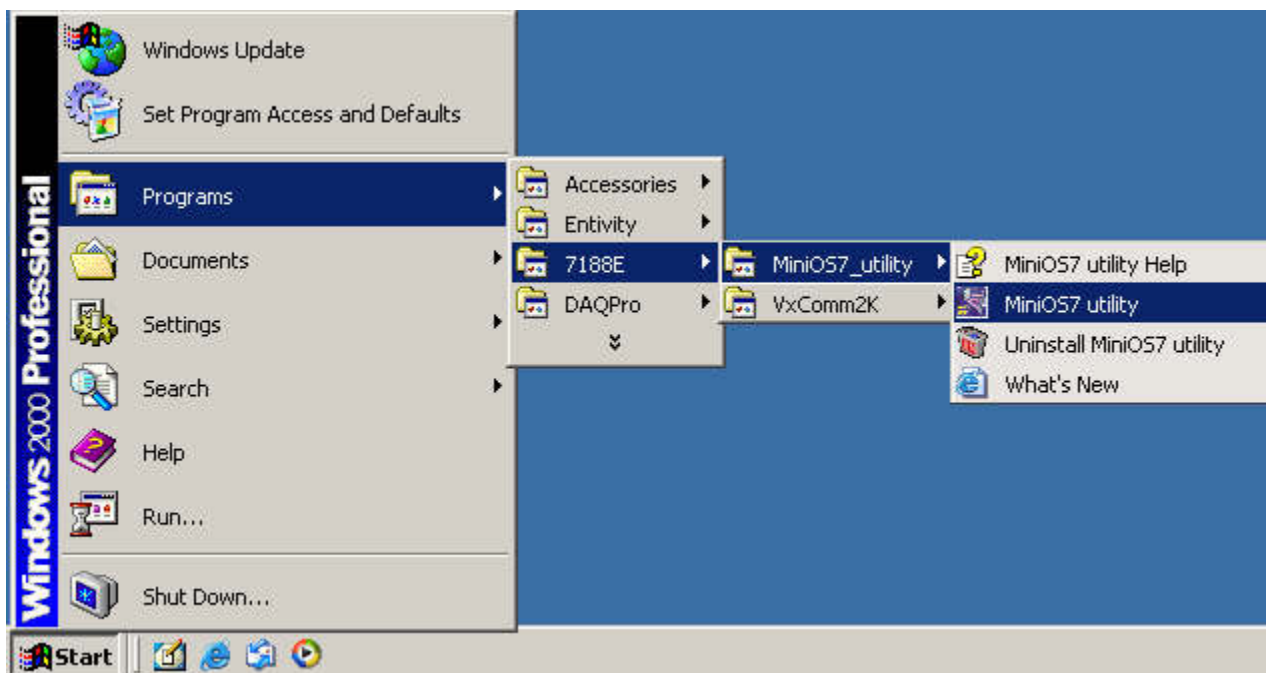 Windows 2000 Professional
Windows Update
Set Program Access and Defaults
Programs
Documents
Settings
Search
Help
Run...
Shut Down...
Accessories
Entivity
7188E
DAQPro
MiniOS7_utility
VxComm2K
MiniOS7 utility Help
MiniOS7 utility
Uninstall MiniOS7 utility
What's New
Start